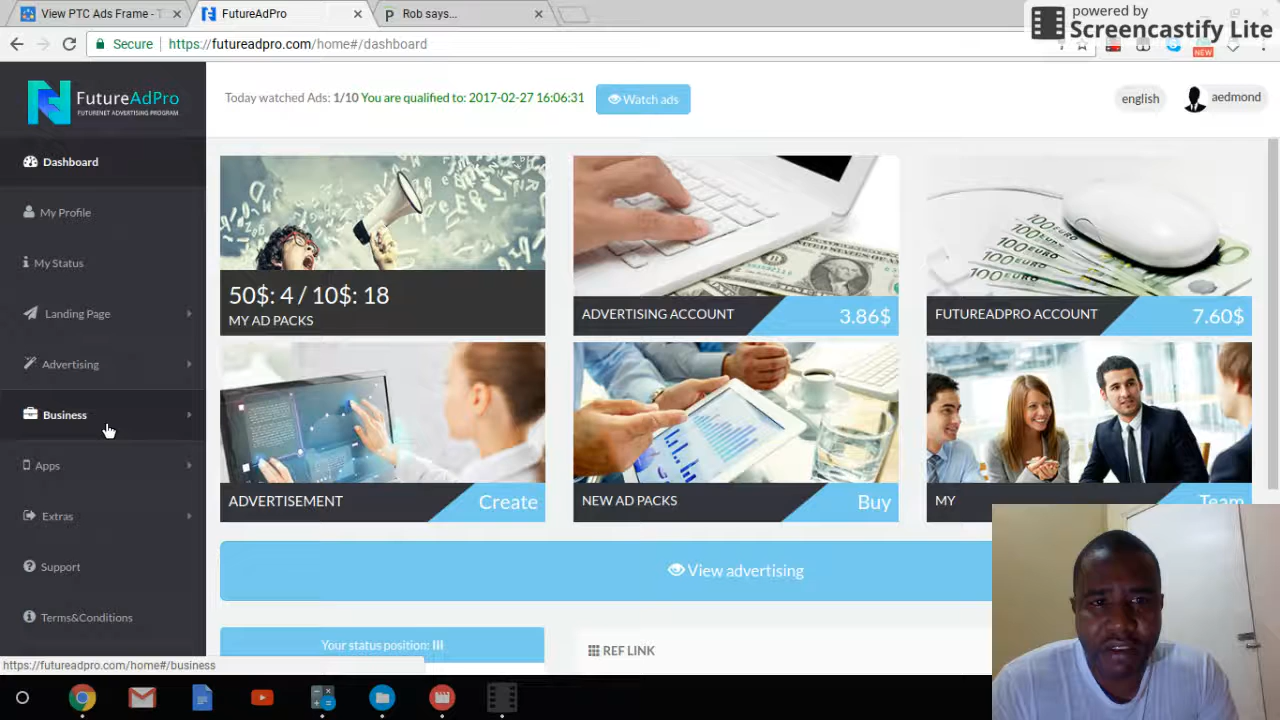 View PTC Ads Frame - T
FutureAdPro
Rob says...
powered by
Screencastify Lite
Secure
https://futureadpro.com/home#/dashboard
NEW
FutureAdPro
FUTURENET ADVERTISING PROGRAM
Today watched Ads: 1/10 You are qualified to: 2017-02-27 16:06:31
Watch ads
english
aedmond
Dashboard
My Profile
My Status
Landing Page
Advertising
Business
Apps
Extras
Support
Terms&Conditions
50$: 4 / 10$: 18
MY AD PACKS
ADVERTISING ACCOUNT
3.86$
FUTUREADPRO ACCOUNT
7.60$
ADVERTISEMENT
Create
NEW AD PACKS
Buy
MY
Team
View advertising
Your status position: III
REF LINK
https://futureadpro.com/home#/business